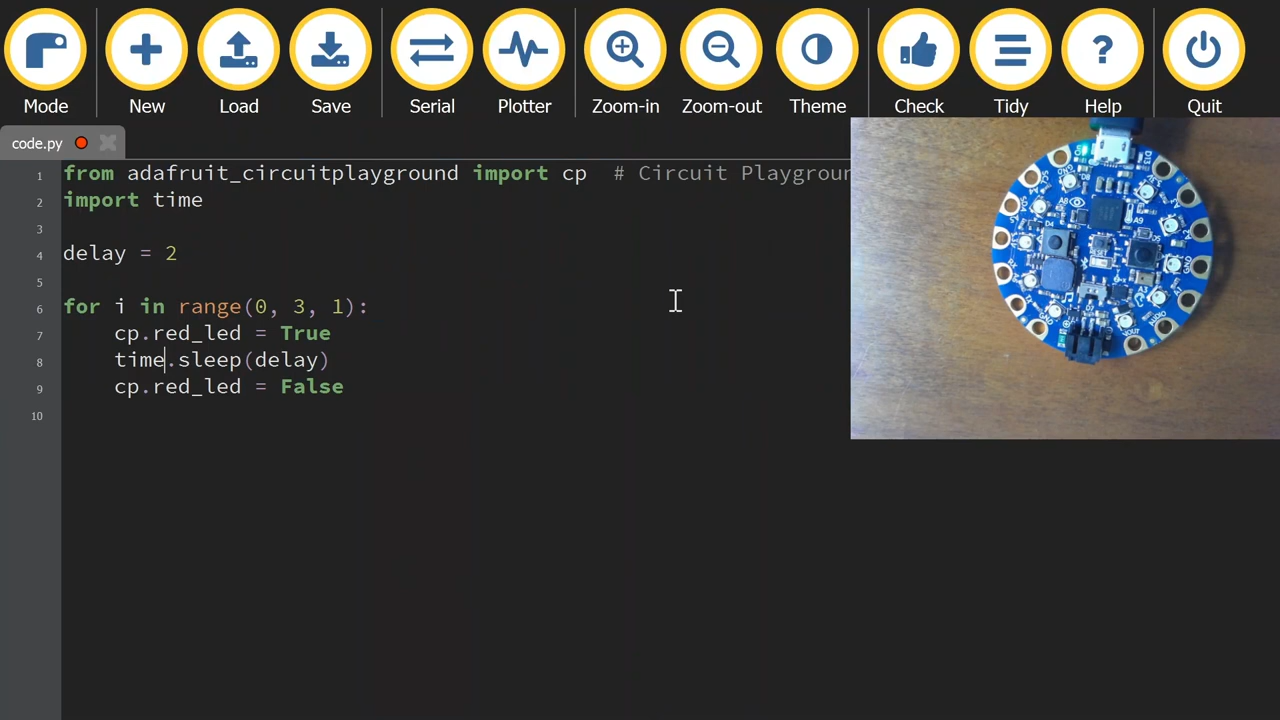 Mode New Load Save Serial Plotter Zoom-in Zoom-out Theme Check Tidy Help Quit
code.py
1 from adafruit_circuitplayground import cp # Circuit Playgroun
2 import time
3
4 delay = 2
5
6 for i in range(0, 3, 1):
7 cp.red_led = True
8 time.sleep(delay)
9 cp.red_led = False
10